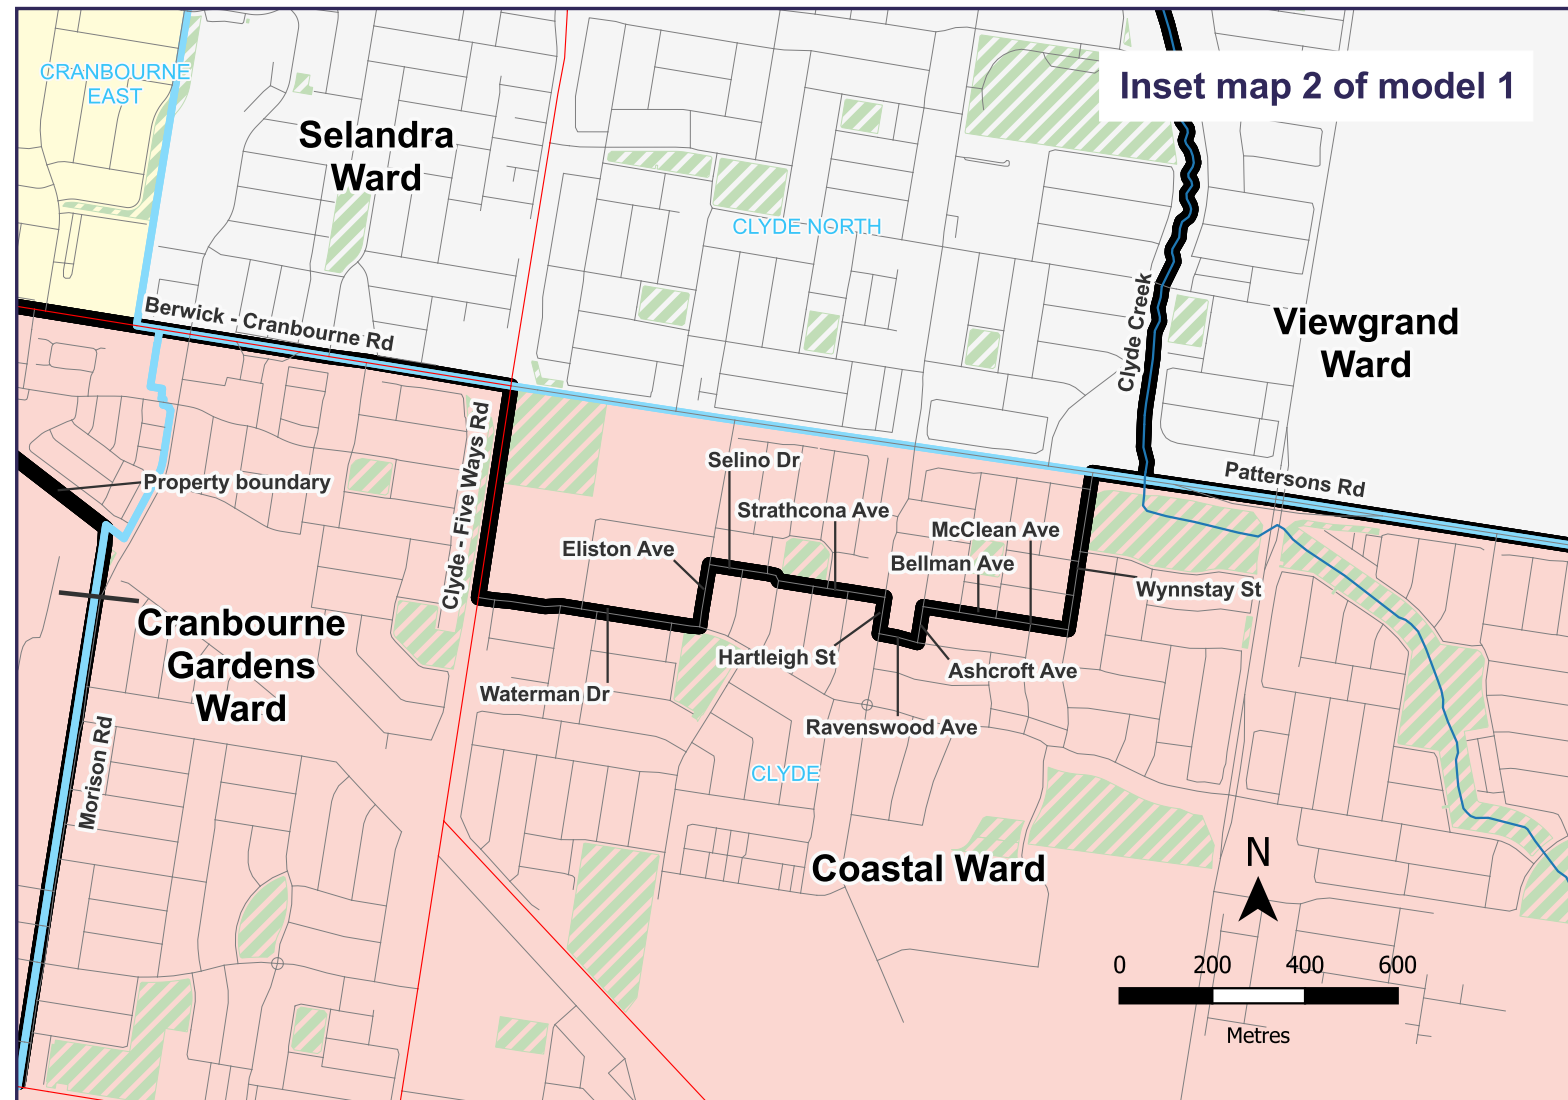 CRANBOURNE
EAST
Inset map 2 of model 1
Selandra
Ward
CLYDE NORTH
Berwick - Cranbourne Rd
Clyde Creek
Viewgrand
Ward
Selino Dr
Pattersons Rd
Property boundary
Clyde - Five Ways Rd
Strathcona Ave
McClean Ave
Eliston Ave
Bellman Ave
Wynnstay St
Cranbourne
Gardens
Ward
Hartleigh St
Ashcroft Ave
Waterman Dr
Ravenswood Ave
Morison Rd
CLYDE
Coastal Ward
N
0 200 400 600
Metres